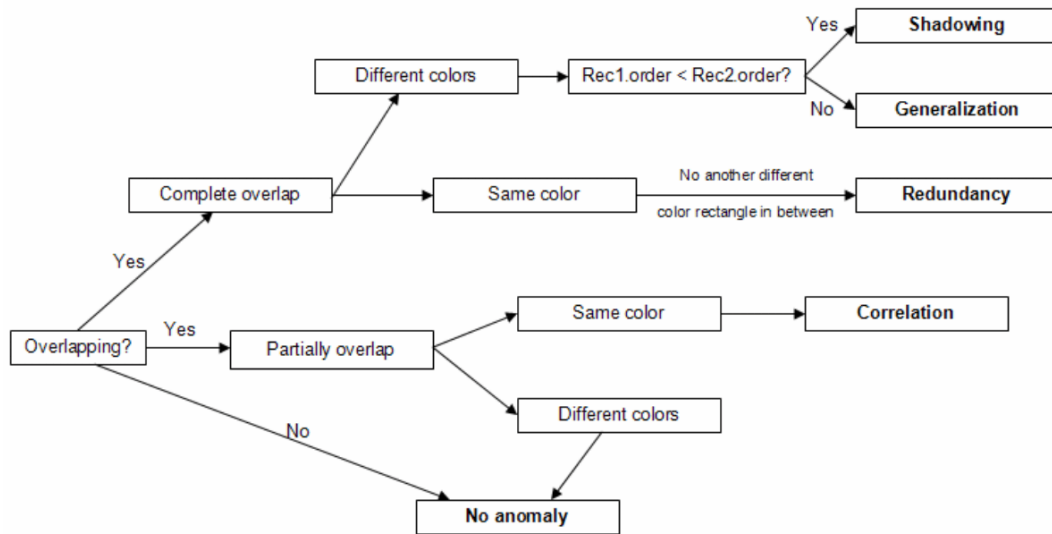 Yes
Shadowing
Different colors
Rec1.order < Rec2.order?
No
Generalization
Complete overlap
Same color
No another different
color rectangle in between
Redundancy
Yes
Same color
Correlation
Overlapping?
Yes
Partially overlap
Different colors
No
No anomaly